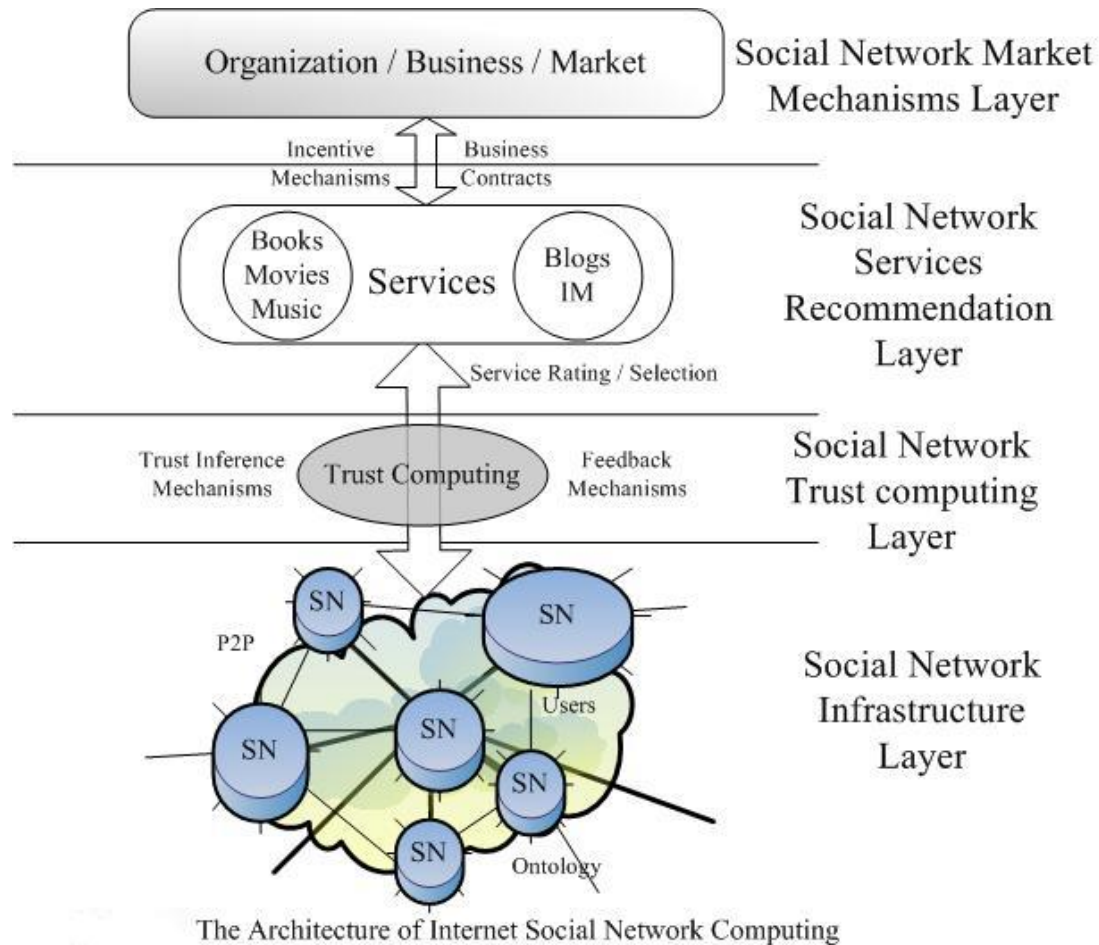 Organization / Business / Market
Social Network Market
Mechanisms Layer
Incentive
Mechanisms
Business
Contracts
Books
Movies
Music
Services
Blogs
IM
Social Network
Services
Recommendation
Layer
Service Rating / Selection
Trust Inference
Mechanisms
Trust Computing
Feedback
Mechanisms
Social Network
Trust computing
Layer
SN
SN
P2P
Users
SN
SN
SN
SN
Ontology
Social Network
Infrastructure
Layer
The Architecture of Internet Social Network Computing